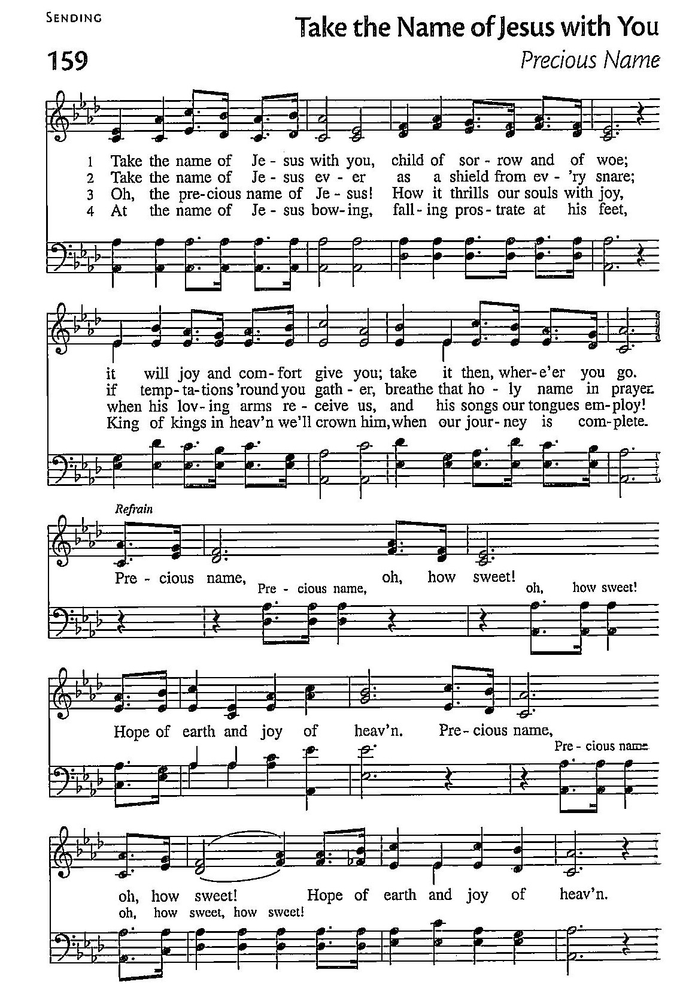 SENDING
Take the Name of Jesus with You
159
Precious Name
1 Take the name of Je - sus with you, child of sor - row and of woe;
2 Take the name of Je - sus ev - er as a shield from ev - 'ry snare;
3 Oh, the pre-cious name of Je - sus! How it thrills our souls with joy,
4 At the name of Je - sus bow-ing, fall-ing pros-trate at his feet,
it will joy and com-fort give you; take it then, wher-e'er you go.
if temp-ta-tions 'round you gath - er, breathe that ho - ly name in prayer.
when his lov-ing arms re - ceive us, and his songs our tongues em-ploy!
King of kings in heav'n we'll crown him, when our jour-ney is com-plete.
Refrain
Pre - cious name, oh, how sweet!
Pre - cious name, oh, how sweet!
Hope of earth and joy of heav'n. Pre-cious name,
Pre - cious name
oh, how sweet! Hope of earth and joy of heav'n.
oh, how sweet, how sweet!